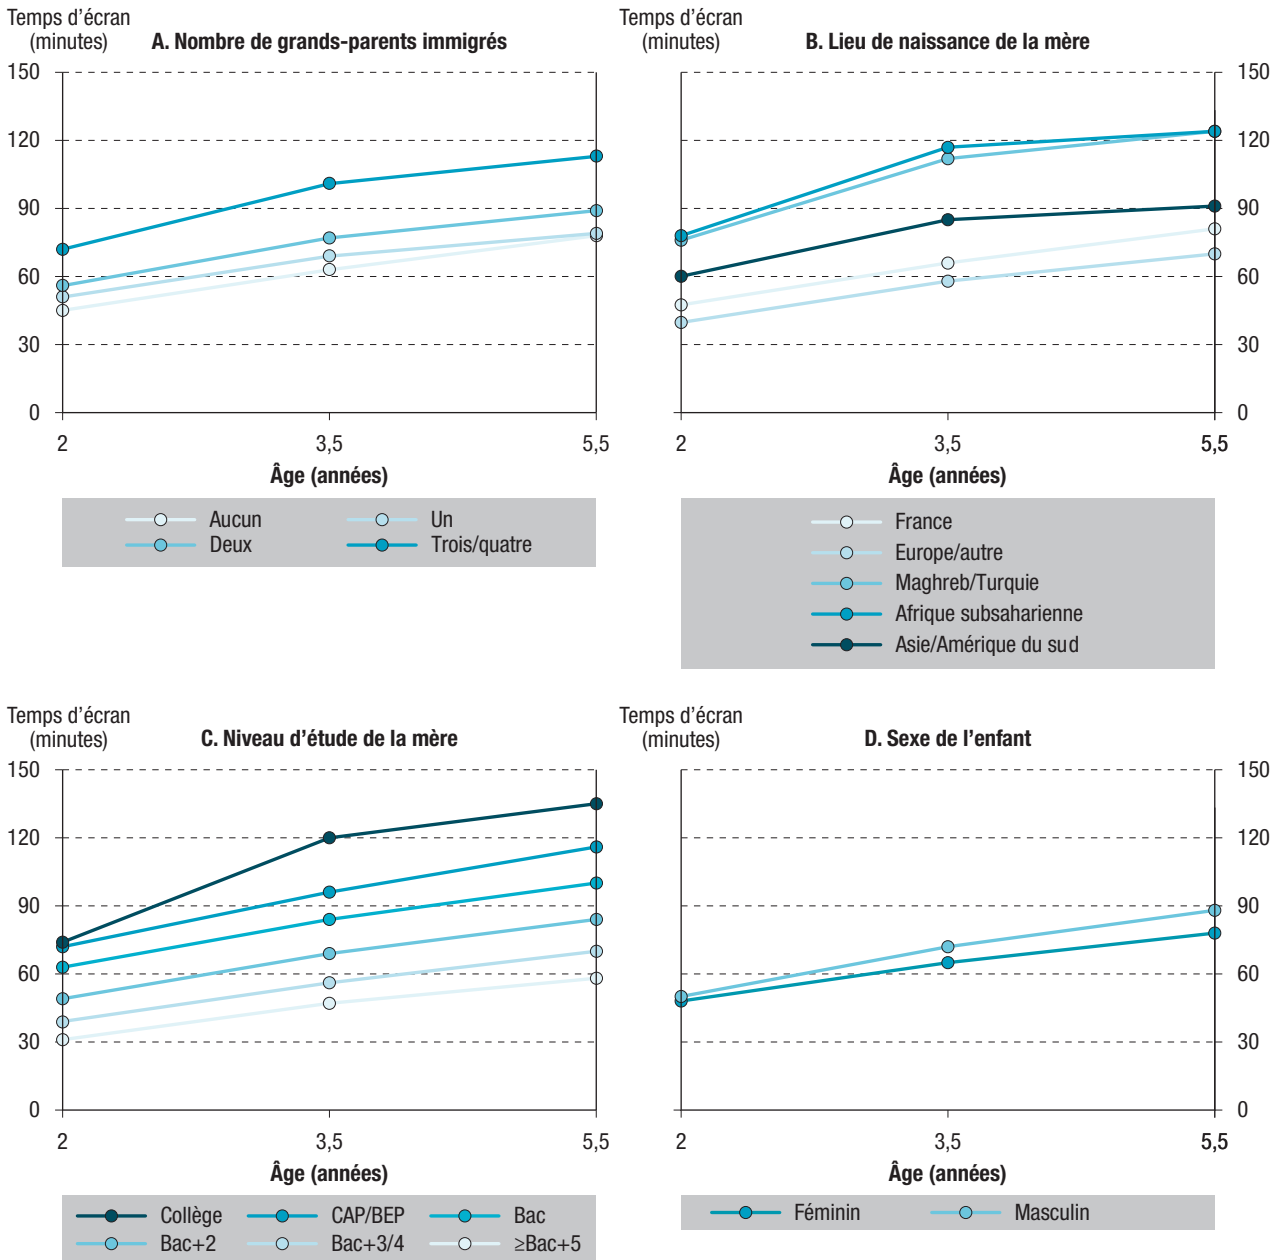 Temps d'écran
(minutes)
A. Nombre de grands-parents immigrés
150
120
90
60
30
0
2
3,5
5,5
Âge (années)
Aucun
Un
Deux
Trois/quatre
Temps d'écran
(minutes)
B. Lieu de naissance de la mère
150
120
90
60
30
0
2
3,5
5,5
Âge (années)
France
Europe/autre
Maghreb/Turquie
Afrique subsaharienne
Asie/Amérique du sud
Temps d'écran
(minutes)
C. Niveau d'étude de la mère
150
120
90
60
30
0
2
3,5
5,5
Âge (années)
Collège
CAP/BEP
Bac
Bac+2
Bac+3/4
≥Bac+5
Temps d'écran
(minutes)
D. Sexe de l'enfant
150
120
90
60
30
0
2
3,5
5,5
Âge (années)
Féminin
Masculin